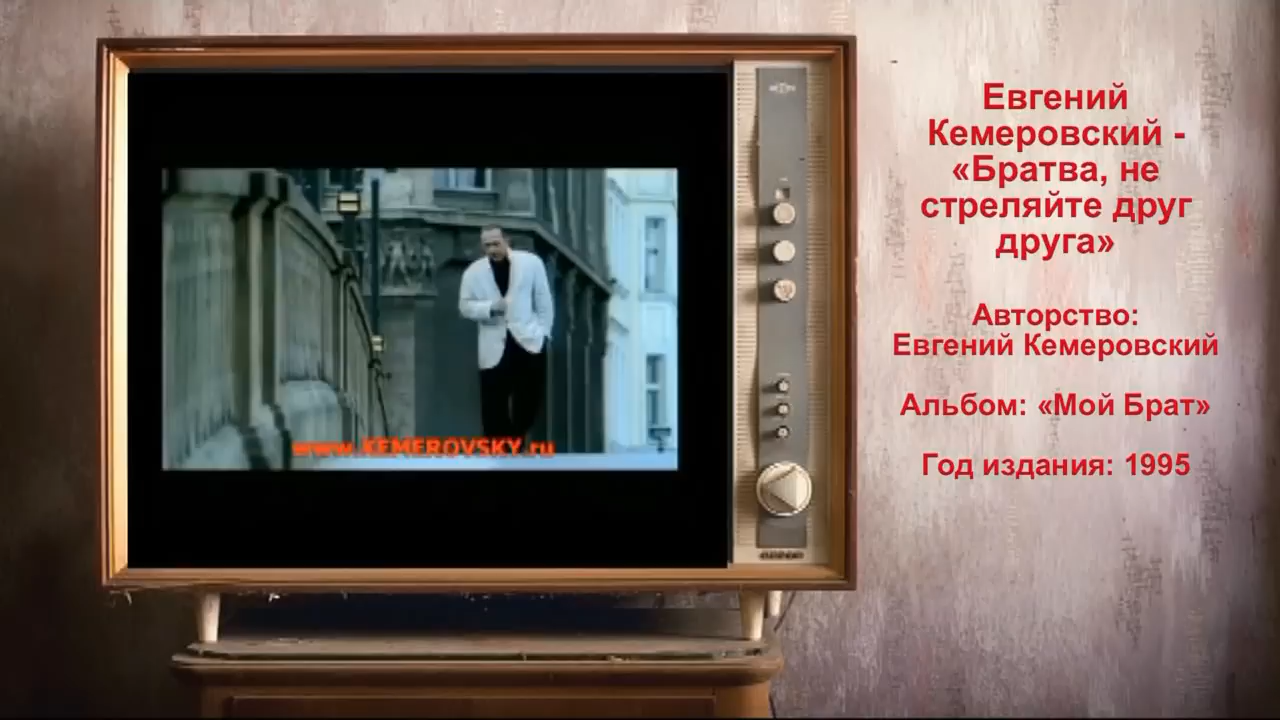 Евгений
Кемеровский -
«Братва, не
стреляйте друг
друга»
Авторство:
Евгений Кемеровский
Альбом: «Мой Брат»
Год издания: 1995
www.KEMEROVSKY.ru